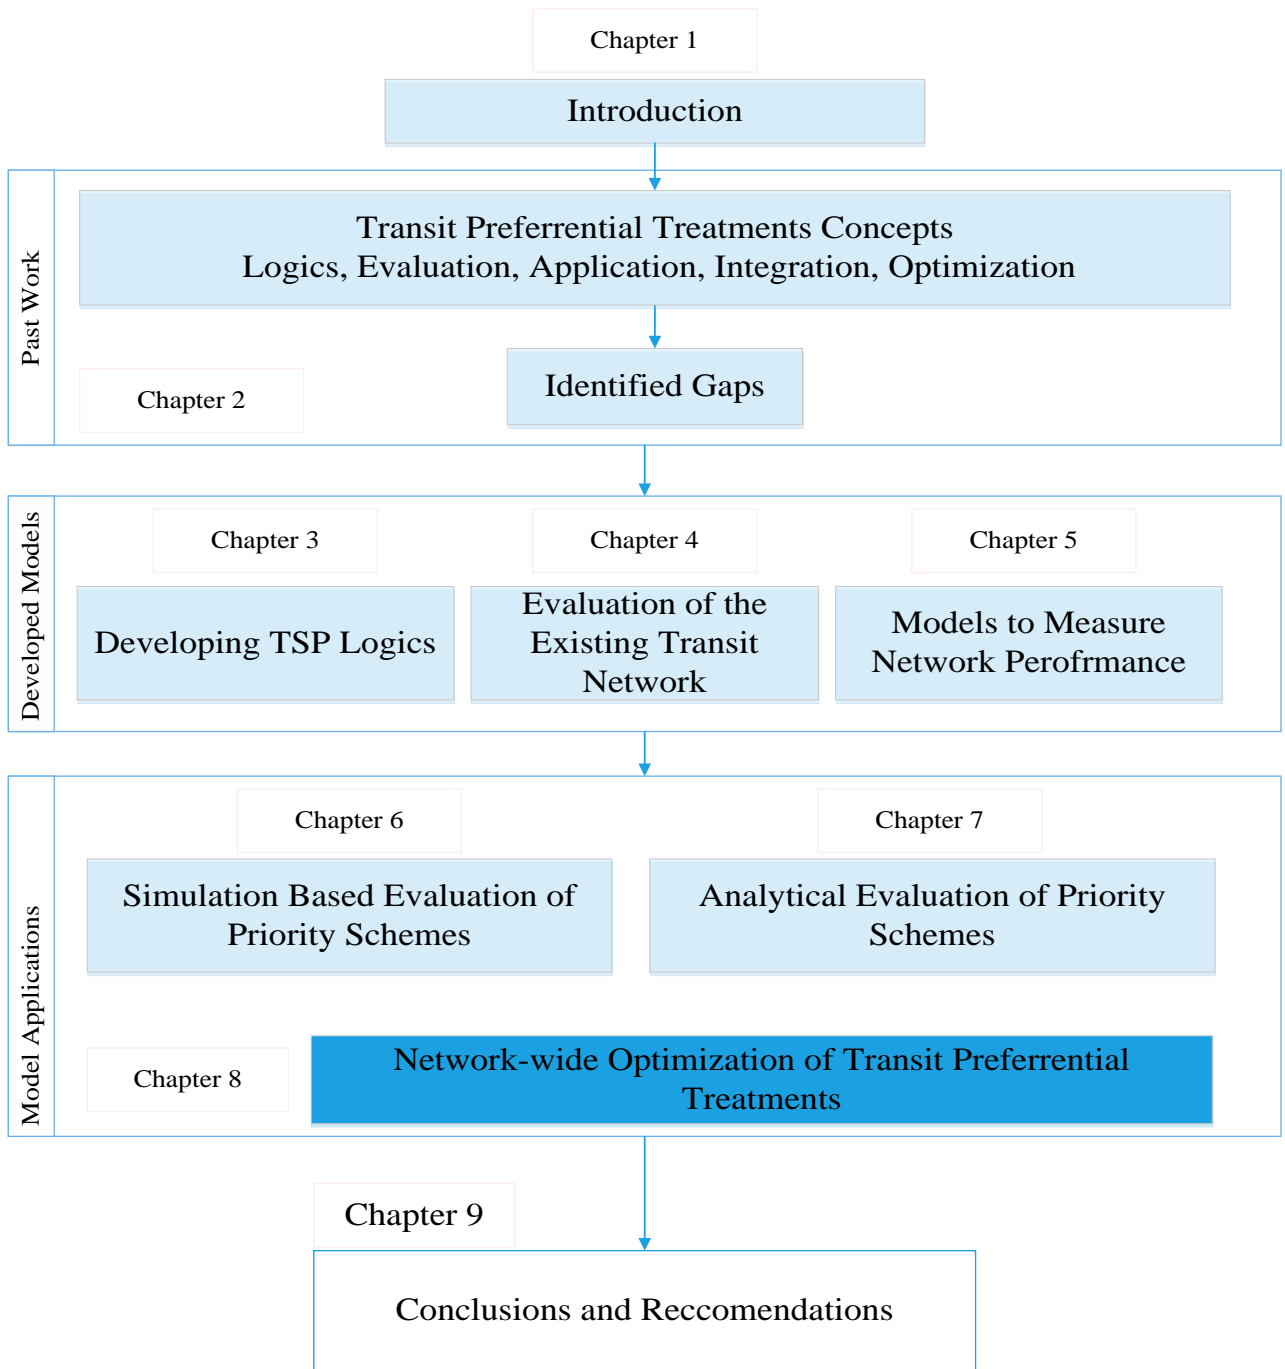 Chapter 1
Introduction
Past Work
Transit Preferrential Treatments Concepts
Logics, Evaluation, Application, Integration, Optimization
Identified Gaps
Chapter 2
Developed Models
Chapter 3
Chapter 4
Chapter 5
Developing TSP Logics
Evaluation of the
Existing Transit
Network
Models to Measure
Network Perofrmance
Model Applications
Chapter 6
Chapter 7
Simulation Based Evaluation of
Priority Schemes
Analytical Evaluation of Priority
Schemes
Chapter 8
Network-wide Optimization of Transit Preferrential
Treatments
Chapter 9
Conclusions and Reccomendations